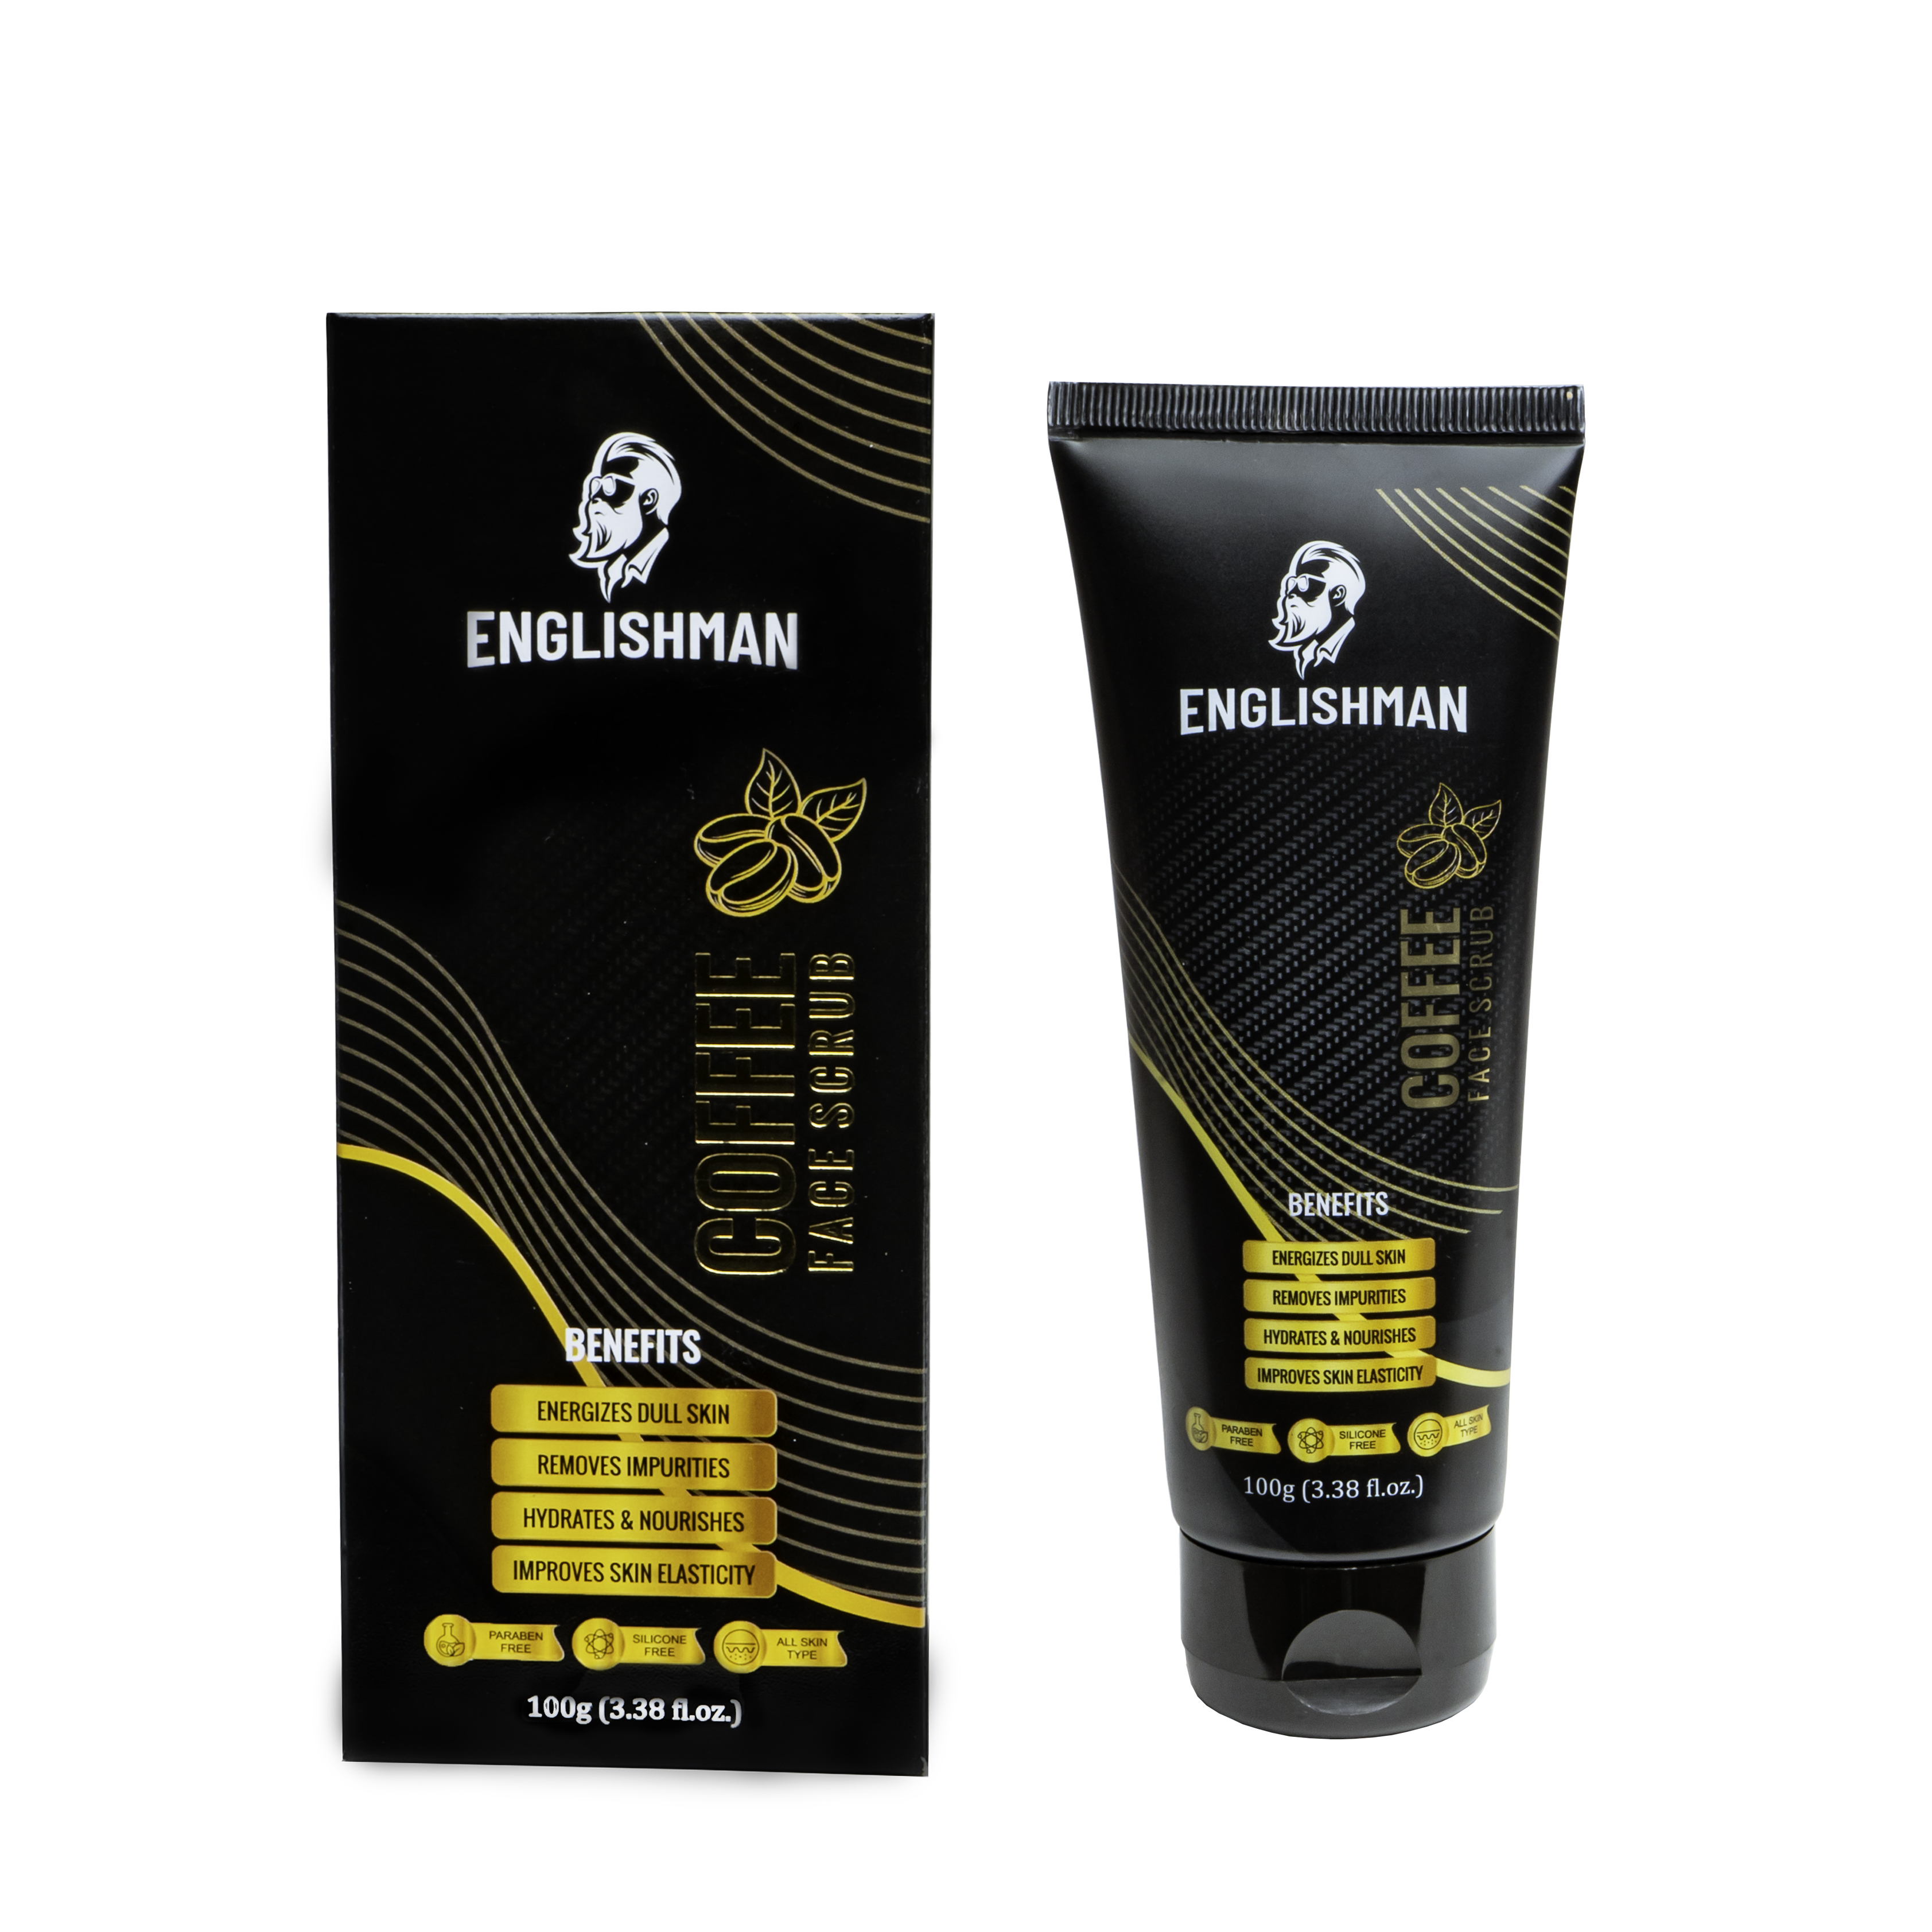 ENGLISHMAN
COFFEE
FACE SCRUB
BENEFITS
ENERGIZES DULL SKIN
REMOVES IMPURITIES
HYDRATES & NOURISHES
IMPROVES SKIN ELASTICITY
PARABEN
FREE
SILICONE
FREE
ALL SKIN
TYPE
100g (3.38 fl.oz.)
ENGLISHMAN
COFFEE
FACE SCRUB
BENEFITS
ENERGIZES DULL SKIN
REMOVES IMPURITIES
HYDRATES & NOURISHES
IMPROVES SKIN ELASTICITY
PARABEN
FREE
SILICONE
FREE
ALL SKIN
TYPE
100g (3.38 fl.oz.)